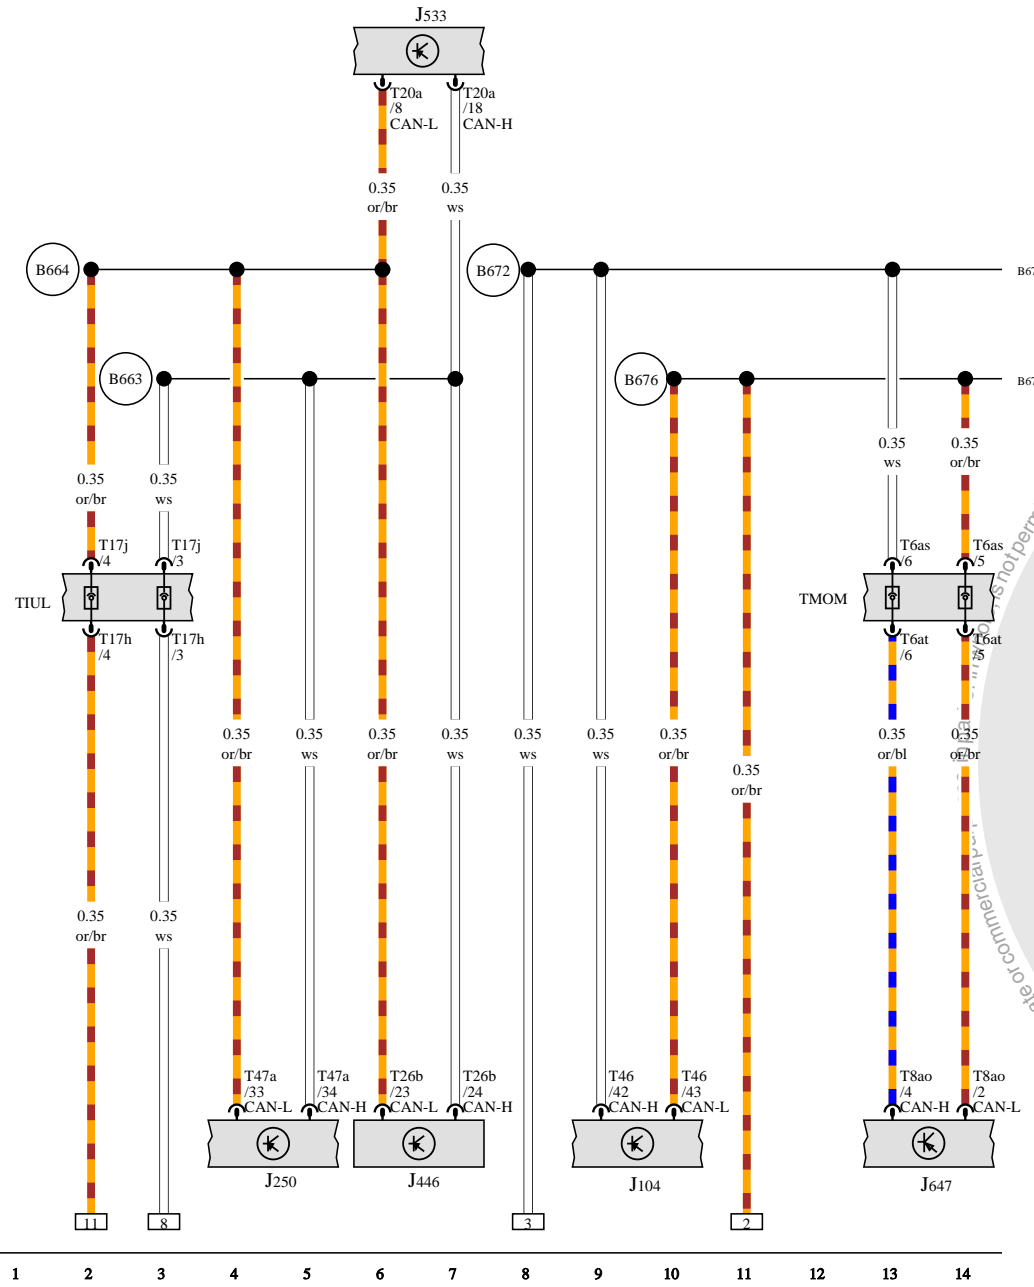 J533
T20a
/8
CAN-L
T20a
/18
CAN-H
0.35
or/br
0.35
ws
B664
B672
B663
B676
0.35
or/br
0.35
ws
0.35
ws
0.35
or/br
T17j
/4
T17j
/3
T6as
/6
T6as
/5
TIUL
TMOM
T17h
/4
T17h
/3
T6at
/6
T6at
/5
is not
0.35
or/br
0.35
ws
0.35
or/br
0.35
ws
0.35
ws
0.35
ws
0.35
or/br
0.35
or/br
0.35
or/bl
0.35
or/br
or commercial
0.35
or/br
0.35
ws
T47a
/33
CAN-L
T47a
/34
CAN-H
T26b
/23
CAN-L
T26b
/24
CAN-H
T46
/42
CAN-H
T46
/43
CAN-L
T8ao
/4
CAN-H
T8ao
/2
CAN-L
J250
J446
J104
J647
11
8
3
2
1 2 3 4 5 6 7 8 9 10 11 12 13 14